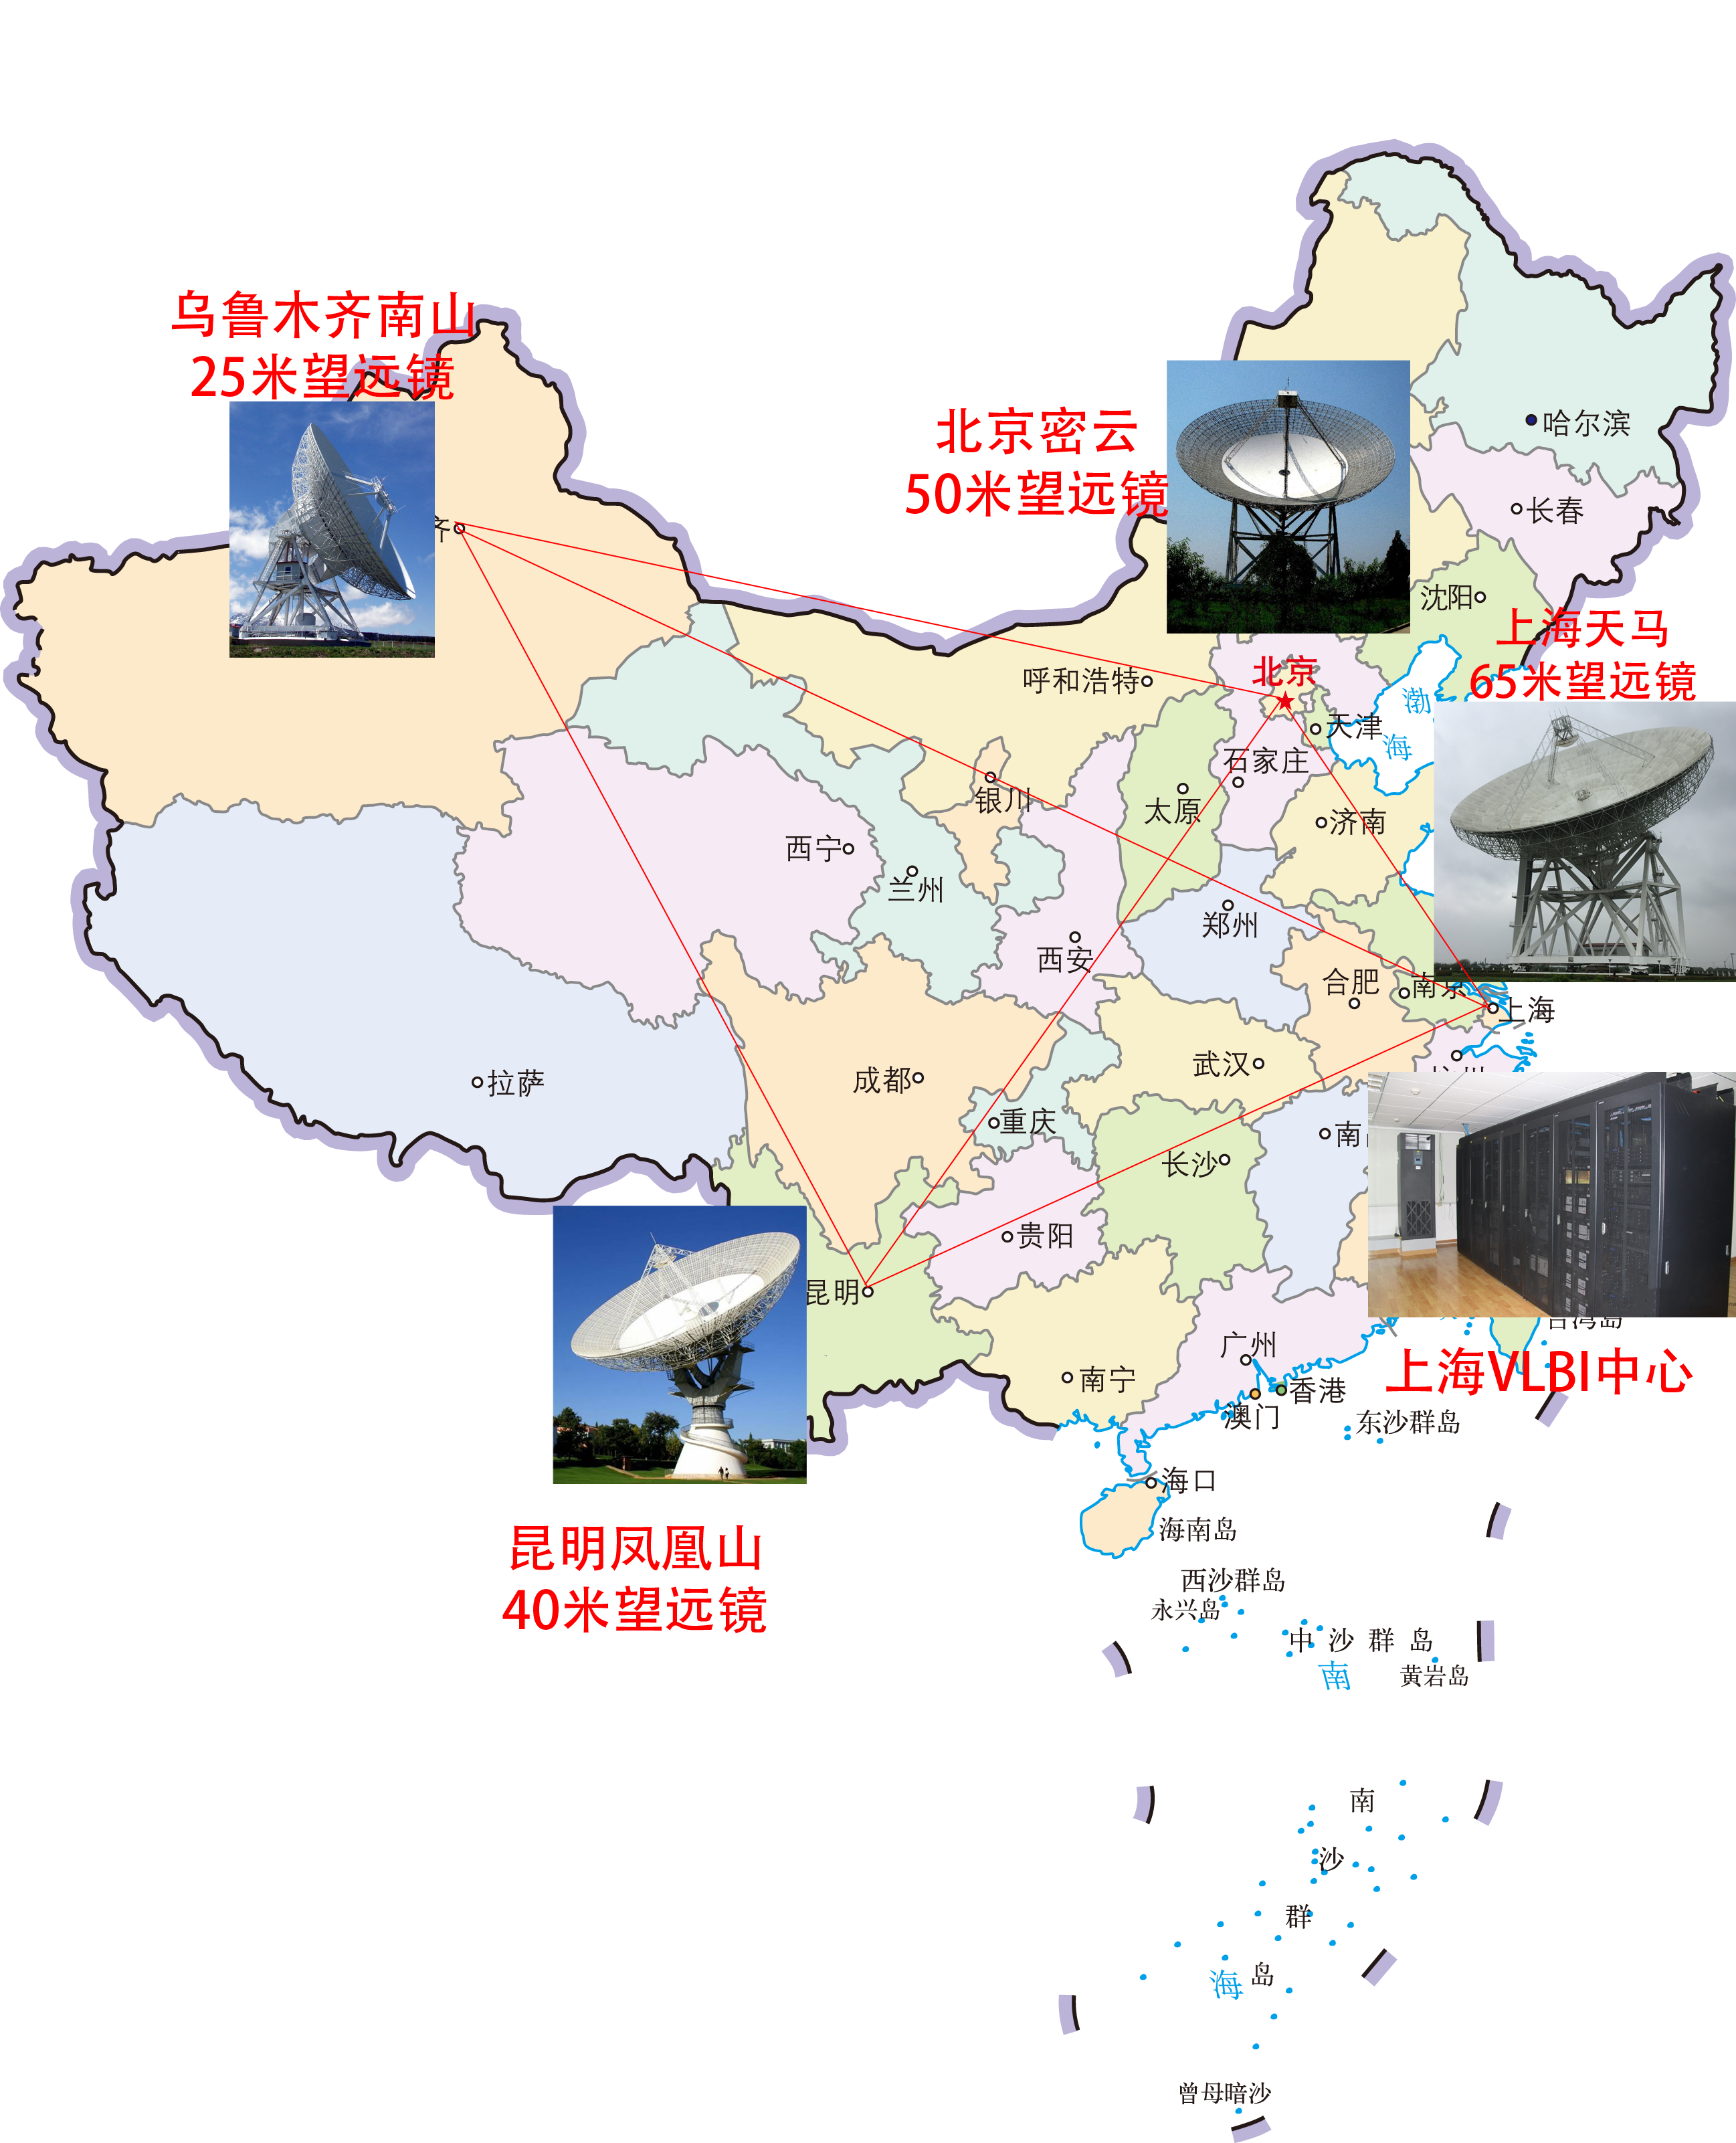 乌鲁木齐南山
25米望远镜
北京密云
50米望远镜
哈尔滨
长春
沈阳
齐
上海天马
65米望远镜
呼和浩特
北京
渤
海
天津
石家庄
银川
太原
济南
西宁
兰州
郑州
西安
合肥
南京
上海
拉萨
成都
武汉
杭州
重庆
南
长沙
贵阳
昆明
台湾岛
广州
上海VLBI中心
南宁
香港
澳门
东沙群岛
海口
海南岛
昆明凤凰山
40米望远镜
西沙群岛
永兴岛
中沙群岛
南
黄岩岛
南
沙
群
岛
海
曾母暗沙